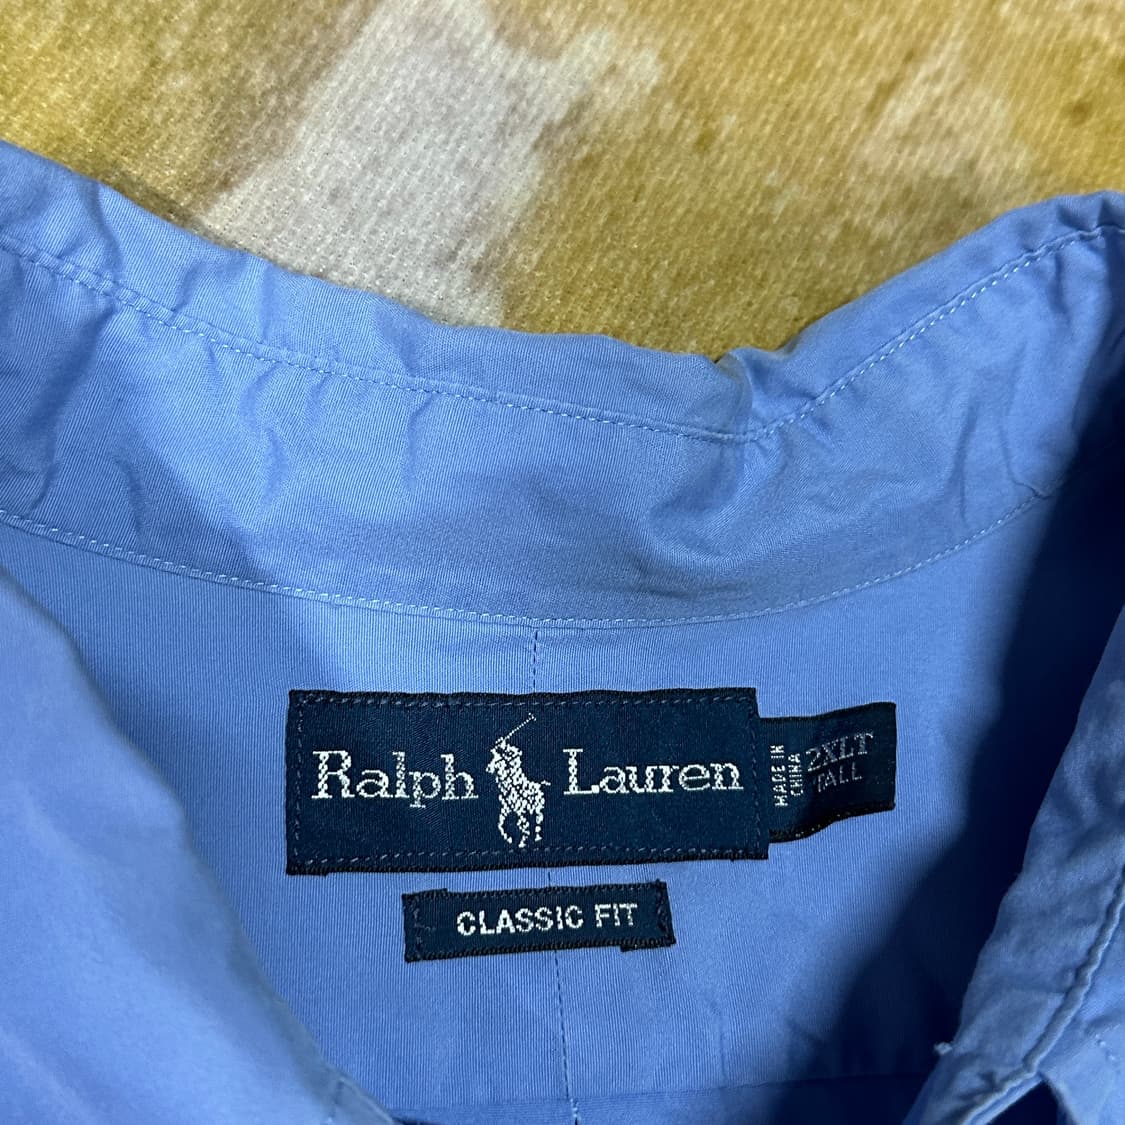 Ralph Lauren
MADE IN
CHINA
2XLT
TALL
CLASSIC FIT